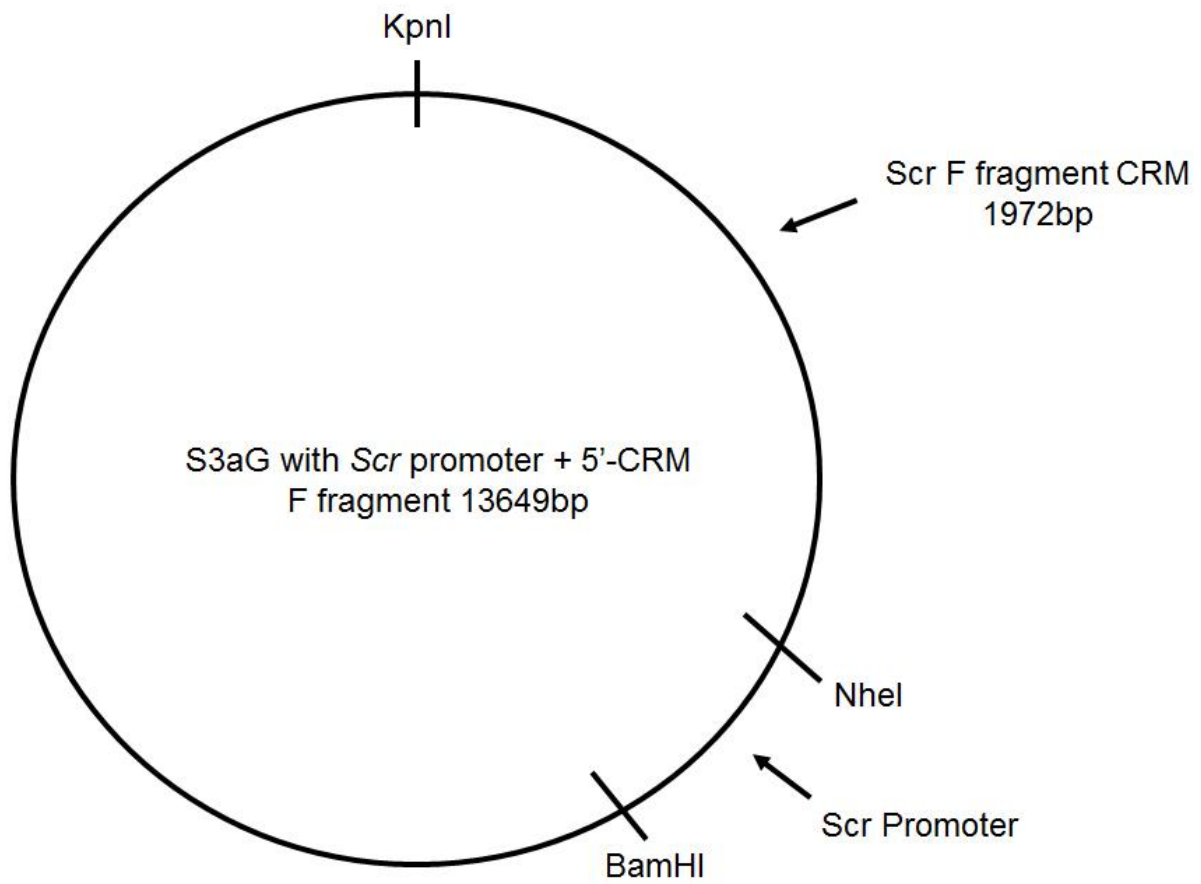 KpnI
Scr F fragment CRM
1972bp
S3aG with Scr promoter + 5’-CRM
F fragment 13649bp
NheI
Scr Promoter
BamHI